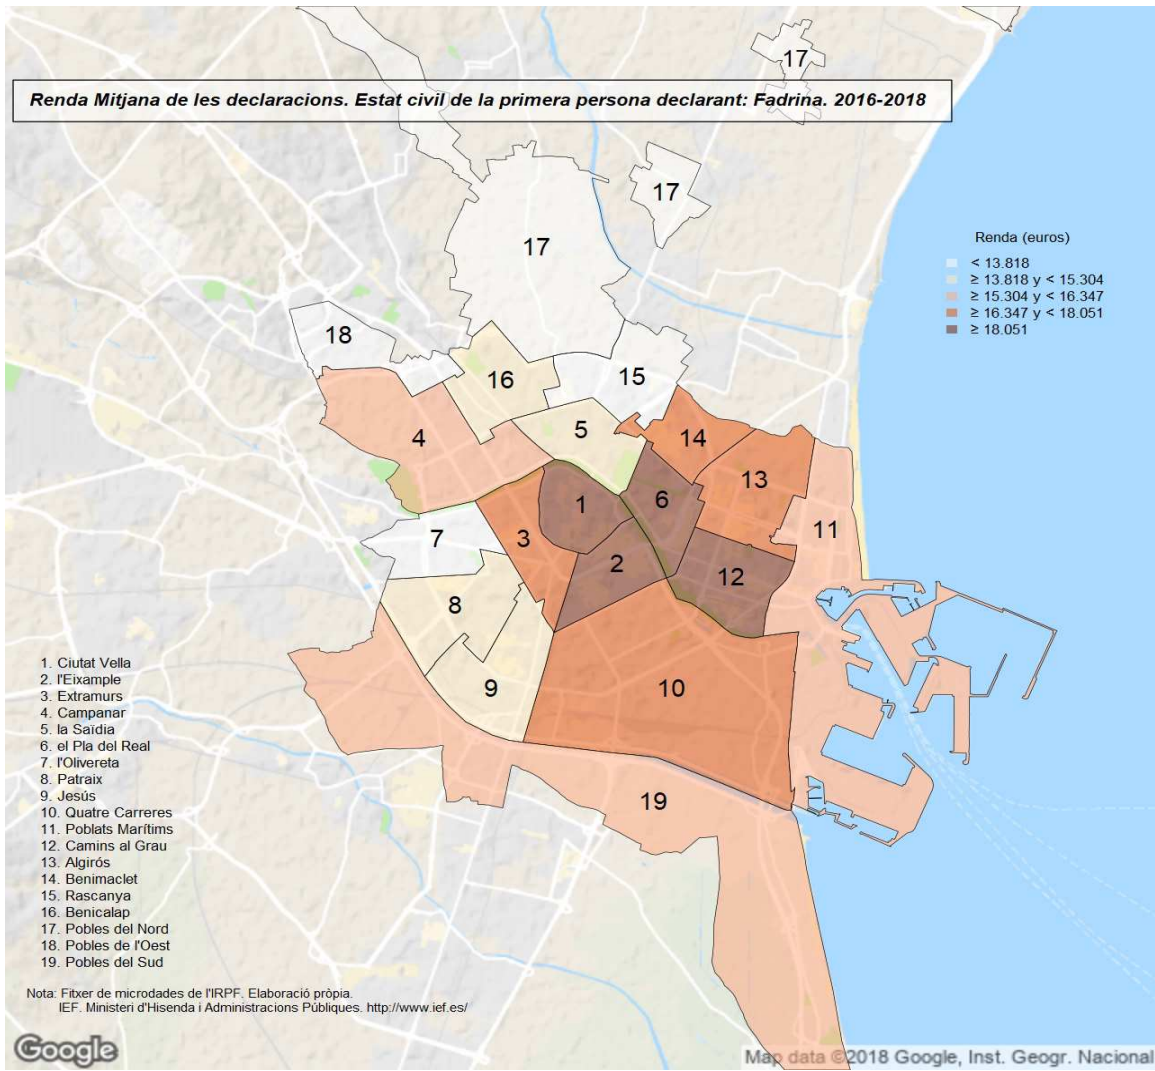 17
Renda Mitjana de les declaracions. Estat civil de la primera persona declarant: Fadrina. 2016-2018
17
17
Renda (euros)
< 13.818
≥ 13.818 y < 15.304
≥ 15.304 y < 16.347
≥ 16.347 y < 18.051
≥ 18.051
18
16
15
5
4
14
13
6
1
11
3
7
2
12
8
9
10
19
1. Ciutat Vella
2. l'Eixample
3. Extramurs
4. Campanar
5. la Saïdia
6. el Pla del Real
7. l'Olivereta
8. Patraix
9. Jesús
10. Quatre Carreres
11. Poblats Marítims
12. Camins al Grau
13. Algirós
14. Benimaclet
15. Rascanya
16. Benicalap
17. Pobles del Nord
18. Pobles de l'Oest
19. Pobles del Sud
Nota: Fitxer de microdades de l'IRPF. Elaboració pròpia.
IEF. Ministeri d'Hisenda i Administracions Públiques. http://www.ief.es/
Google
Map data ©2018 Google, Inst. Geogr. Nacional